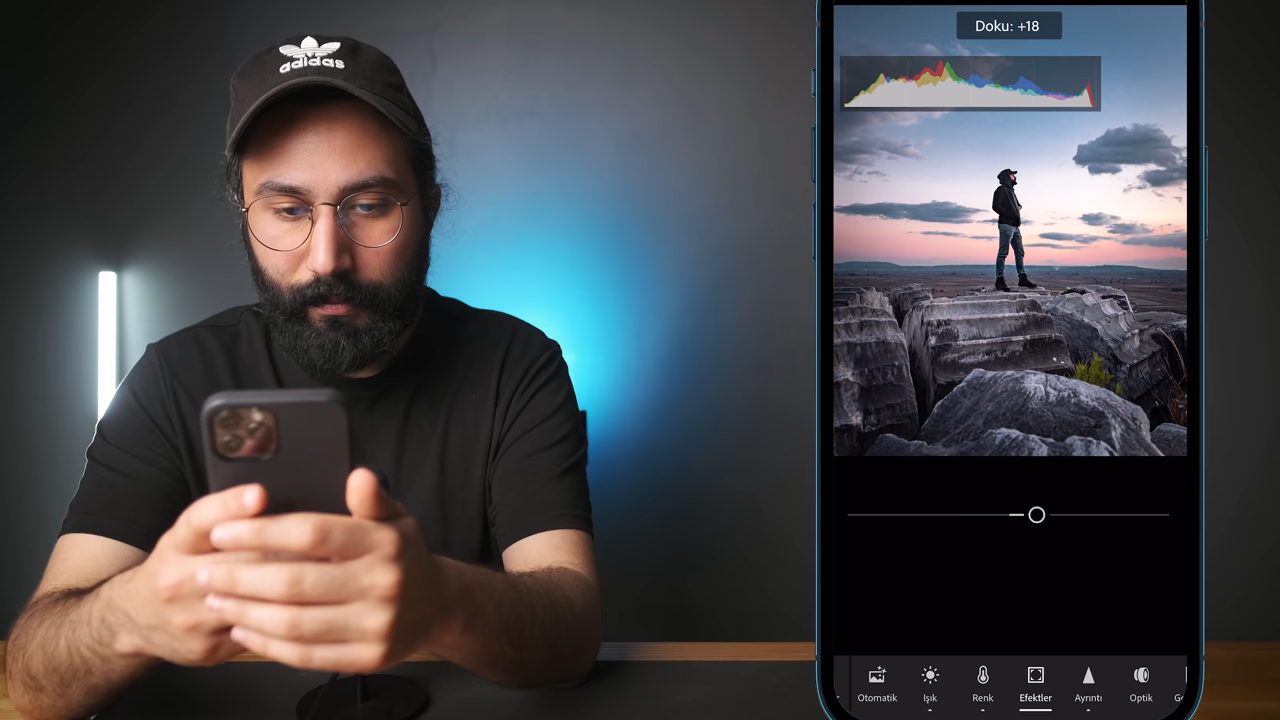 adidas
Doku: +18
Otomatik
Işık
Renk
Efektler
Ayrıntı
Optik